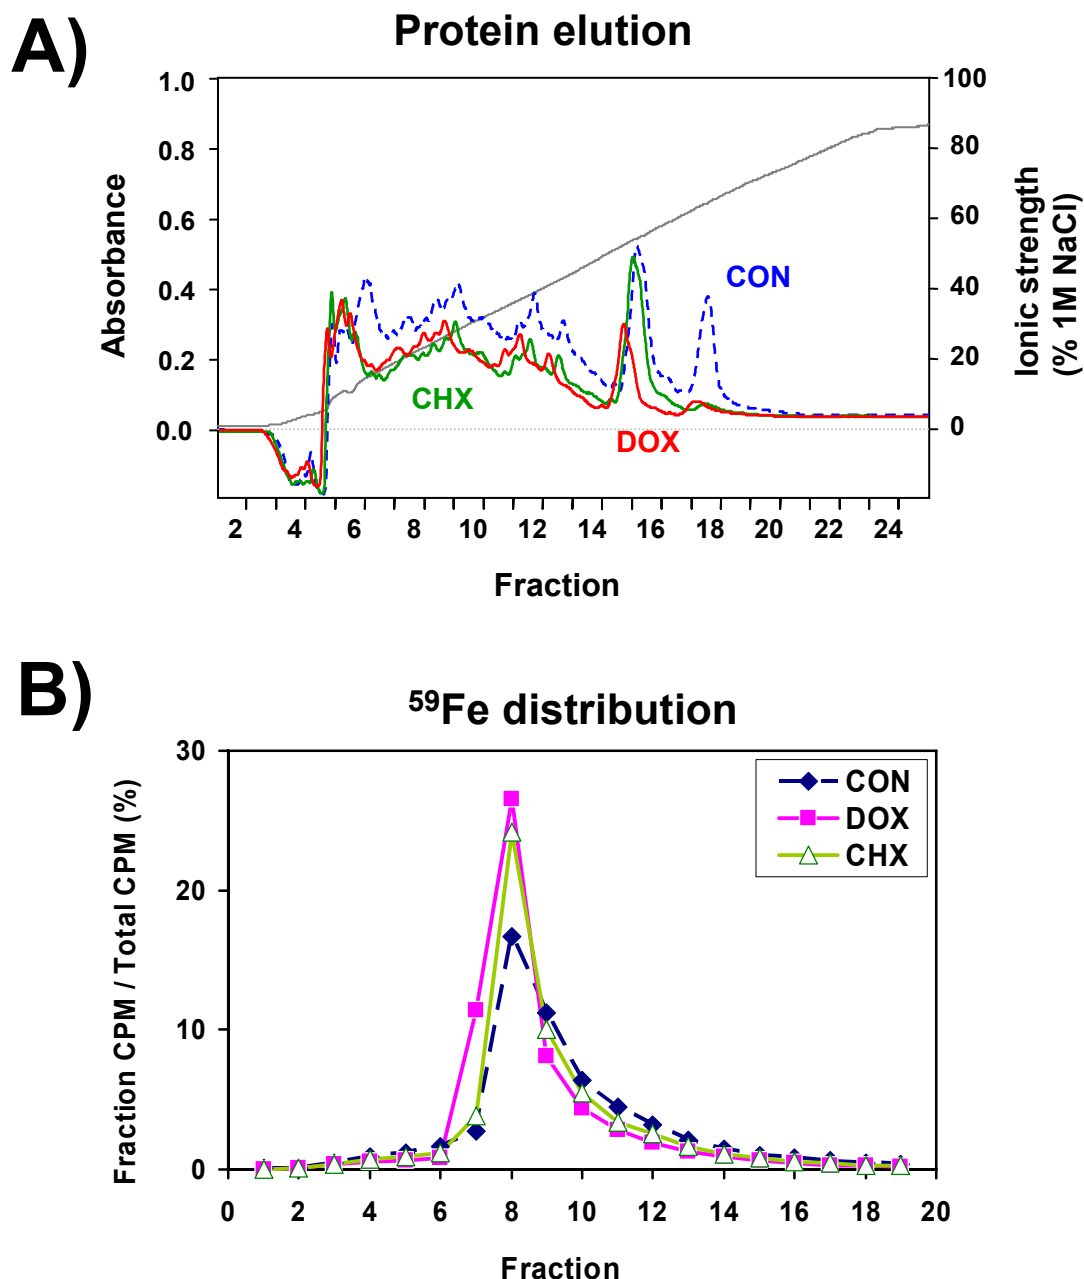 A)
Protein elution
1.0
0.8
0.6
0.4
0.2
0.0
Absorbance
100
80
60
40
20
0
Ionic strength
(% 1M NaCl)
CON
CHX
DOX
2 4 6 8 10 12 14 16 18 20 22 24
Fraction
B)
⁵⁹Fe distribution
30
20
10
0
Fraction CPM / Total CPM (%)
CON
DOX
CHX
0 2 4 6 8 10 12 14 16 18 20
Fraction